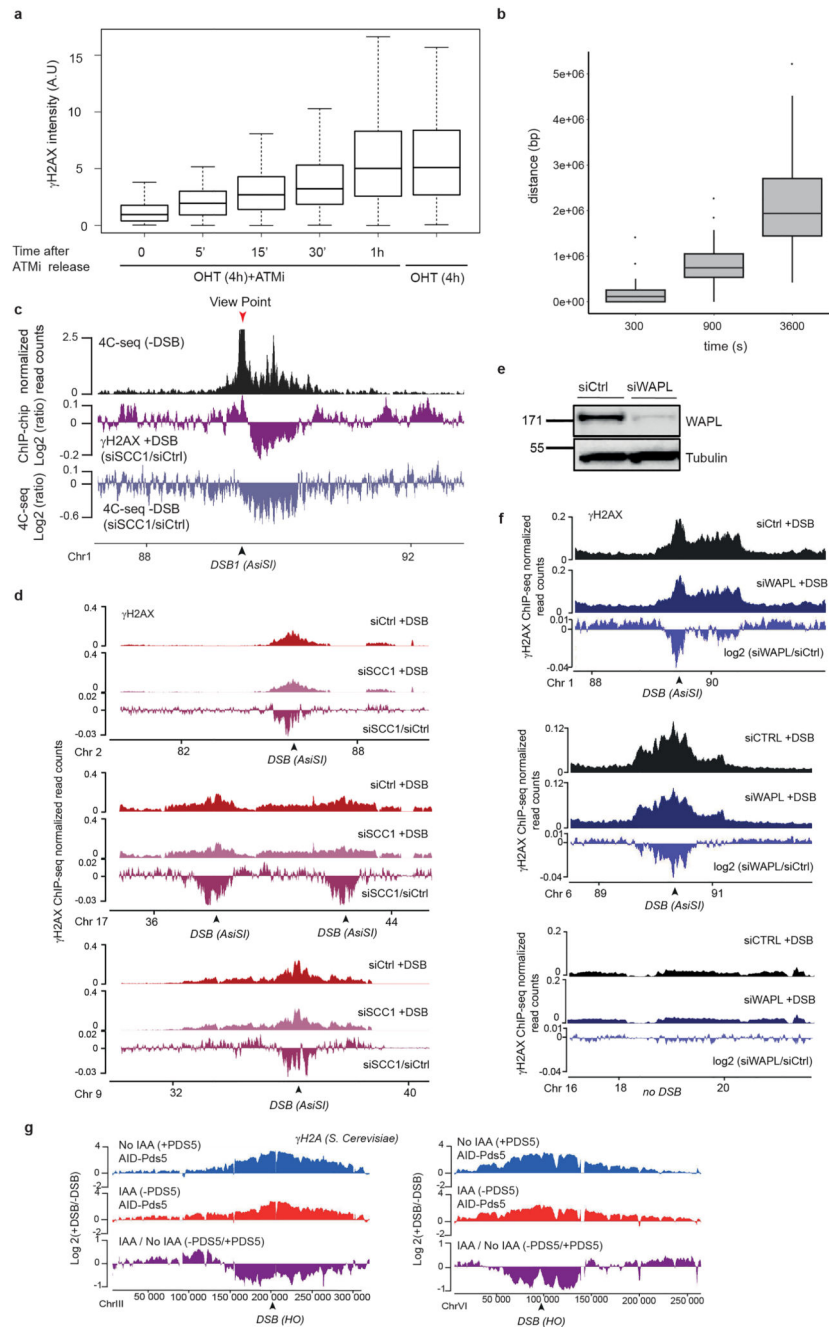 a
γH2AX intensity (A.U)
15
10
5
0
Time after
ATMi release
0 5' 15' 30' 1h
OHT (4h)+ATMi
OHT (4h)
b
distance (bp)
5e+06
4e+06
3e+06
2e+06
1e+06
0e+00
300 900 3600
time (s)
c
View Point
4C-seq (-DSB)
normalized
read counts
2.5
0
ChIP-chip
Log2 (ratio)
0.1
0
-0.2
γH2AX +DSB
(siSCC1/siCtrl)
4C-seq
Log2 (ratio)
0.1
0
-0.6
4C-seq -DSB
(siSCC1/siCtrl)
Chr1
88 92
DSB1 (AsiSI)
d
γH2AX ChIP-seq normalized read counts
γH2AX
0.4
0
siCtrl +DSB
0.4
0
siSCC1 +DSB
0.02
-0.03
siSCC1/siCtrl
82 88
Chr 2
DSB (AsiSI)
0.4
0
siCtrl +DSB
0.4
0
siSCC1 +DSB
0.02
-0.03
siSCC1/siCtrl
Chr 17
36 44
DSB (AsiSI) DSB (AsiSI)
0.4
0
siCtrl +DSB
0.4
0
siSCC1 +DSB
0.02
-0.03
siSCC1/siCtrl
Chr 9
32 40
DSB (AsiSI)
e
siCtrl siWAPL
171
WAPL
55
Tubulin
f
γH2AX
γH2AX ChIP-seq normalized
read counts
0.2
0
siCtrl +DSB
0.2
0
siWAPL +DSB
0.01
0
-0.04
log2 (siWAPL/siCtrl)
88 90
Chr 1
DSB (AsiSI)
γH2AX ChIP-seq normalized
read counts
0.12
0
siCTRL +DSB
0.12
0
siWAPL +DSB
0.01
0
-0.04
log2 (siWAPL/siCtrl)
Chr 6
89 91
DSB (AsiSI)
γH2AX ChIP-seq normalized
read counts
0.2
0
siCTRL +DSB
0.2
0
siWAPL +DSB
0.01
0
-0.04
log2 (siWAPL/siCtrl)
Chr 16 18 20
no DSB
g
Log 2(+DSB/-DSB)
No IAA (+PDS5)
AID-Pds5
γH2A (S. Cerevisiae)
4
0
-2
IAA (-PDS5)
AID-Pds5
4
0
-2
IAA / No IAA (-PDS5/+PDS5)
1
0
-1
ChrIII
50 000 100 000 150 000 200 000 250 000 300 000
DSB (HO)
Log 2(+DSB/-DSB)
No IAA (+PDS5)
AID-Pds5
4
0
-2
IAA (-PDS5)
AID-Pds5
4
0
-2
IAA / No IAA (-PDS5/+PDS5)
1
0
-1
ChrVI
50 000 100 000 150 000 200 000 250 000
DSB (HO)